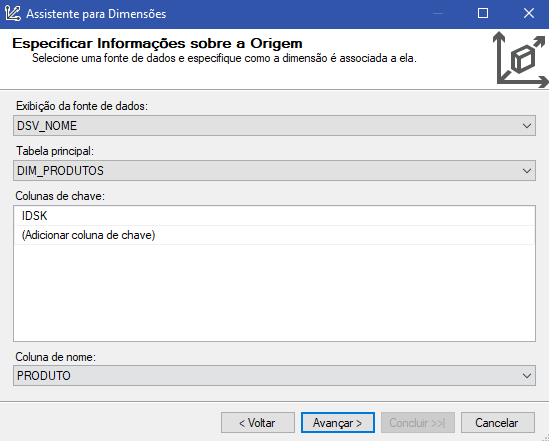 Assistente para Dimensões
Especificar Informações sobre a Origem
Selecione uma fonte de dados e especifique como a dimensão é associada a ela.
Exibição da fonte de dados:
DSV_NOME
Tabela principal:
DIM_PRODUTOS
Colunas de chave:
IDSK
(Adicionar coluna de chave)
Coluna de nome:
PRODUTO
< Voltar
Avançar >
Concluir >>|
Cancelar